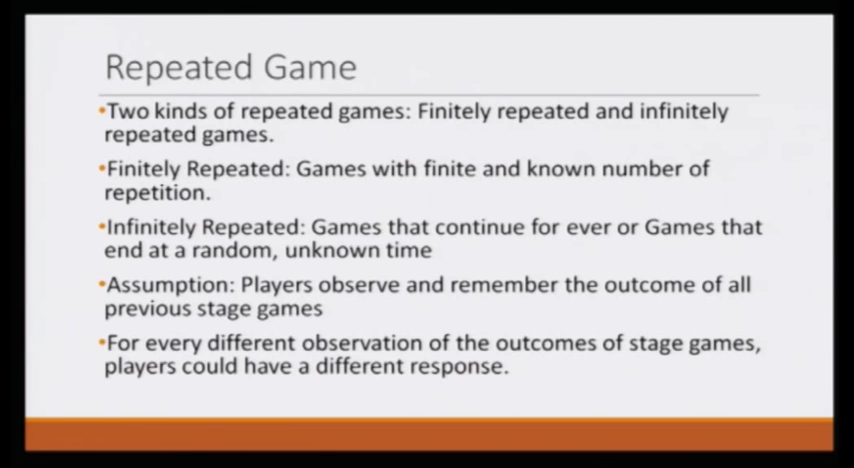 Repeated Game
•Two kinds of repeated games: Finitely repeated and infinitely
repeated games.
•Finitely Repeated: Games with finite and known number of
repetition.
•Infinitely Repeated: Games that continue for ever or Games that
end at a random, unknown time
•Assumption: Players observe and remember the outcome of all
previous stage games
•For every different observation of the outcomes of stage games,
players could have a different response.